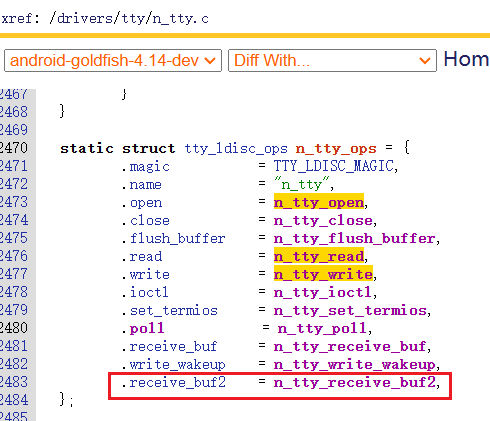 xref: /drivers/tty/n_tty.c
android-goldfish-4.14-dev Diff With... Hom
2467 }
2468 }
2469
2470 static struct tty_ldisc_ops n_tty_ops = {
2471 .magic = TTY_LDISC_MAGIC,
2472 .name = "n_tty",
2473 .open = n_tty_open,
2474 .close = n_tty_close,
2475 .flush_buffer = n_tty_flush_buffer,
2476 .read = n_tty_read,
2477 .write = n_tty_write,
2478 .ioctl = n_tty_ioctl,
2479 .set_termios = n_tty_set_termios,
2480 .poll = n_tty_poll,
2481 .receive_buf = n_tty_receive_buf,
2482 .write_wakeup = n_tty_write_wakeup,
2483 .receive_buf2 = n_tty_receive_buf2,
2484 };
2485